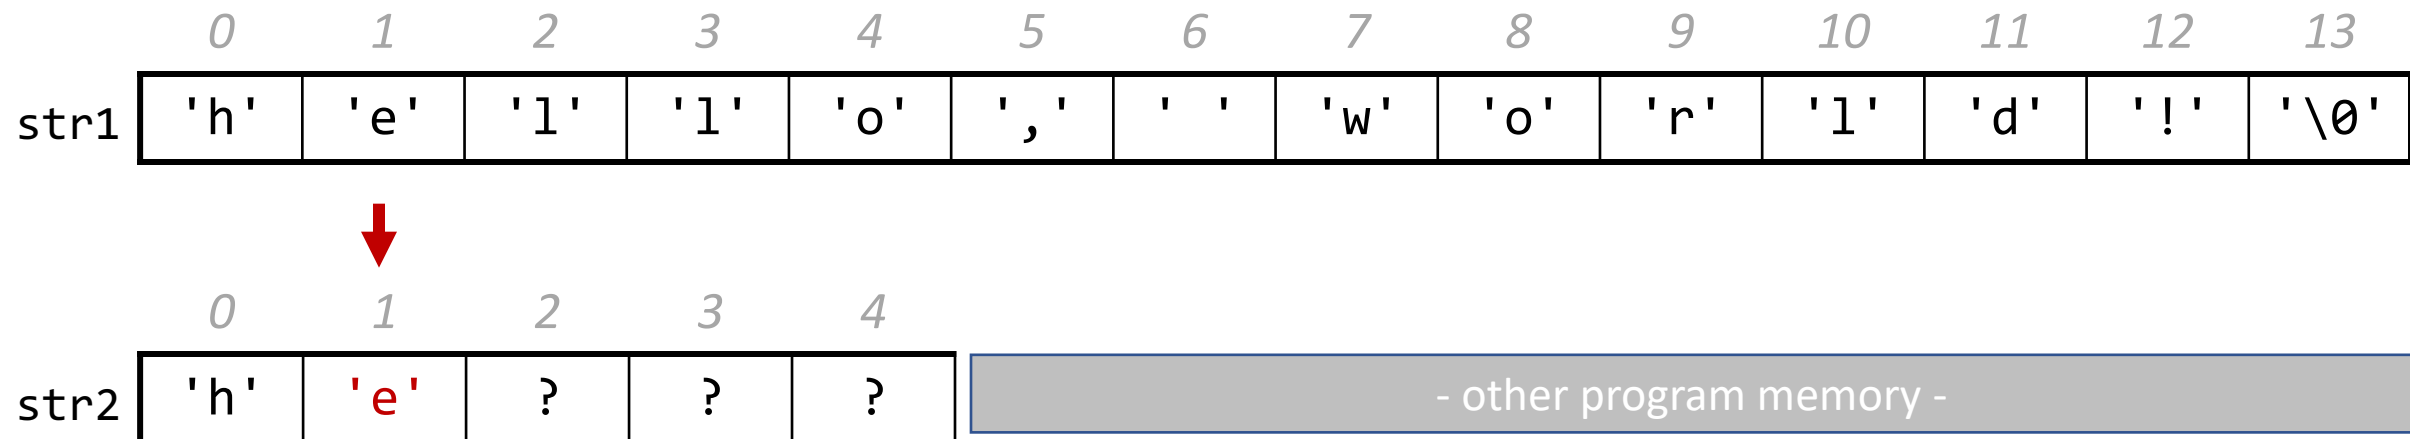 0 1 2 3 4 5 6 7 8 9 10 11 12 13
str1 'h' 'e' 'l' 'l' 'o' ',' ' ' 'w' 'o' 'r' 'l' 'd' '!' '\0'
0 1 2 3 4
str2 'h' 'e' ? ? ? - other program memory -